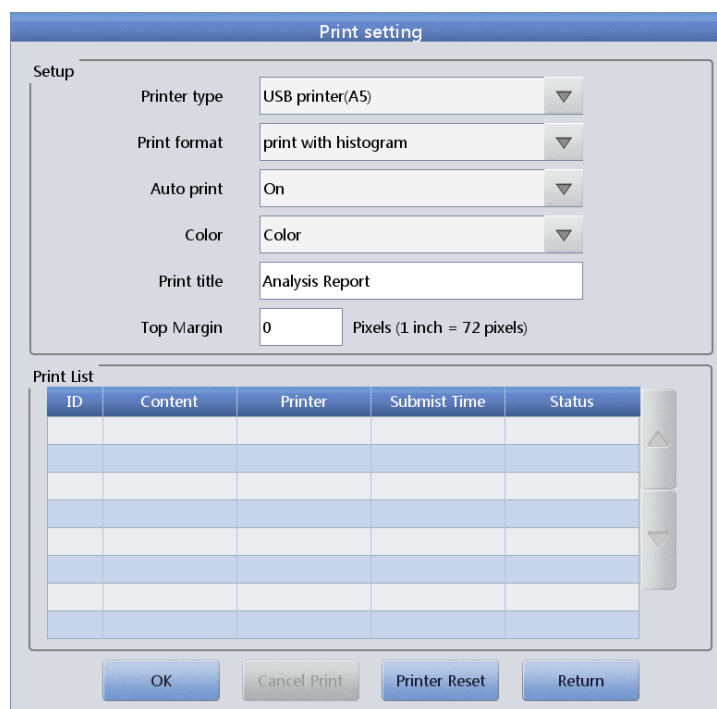 Print setting
Setup
Printer type USB printer(A5)
Print format print with histogram
Auto print On
Color Color
Print title Analysis Report
Top Margin 0 Pixels (1 inch = 72 pixels)
Print List
ID Content Printer Submist Time Status
OK Cancel Print Printer Reset Return